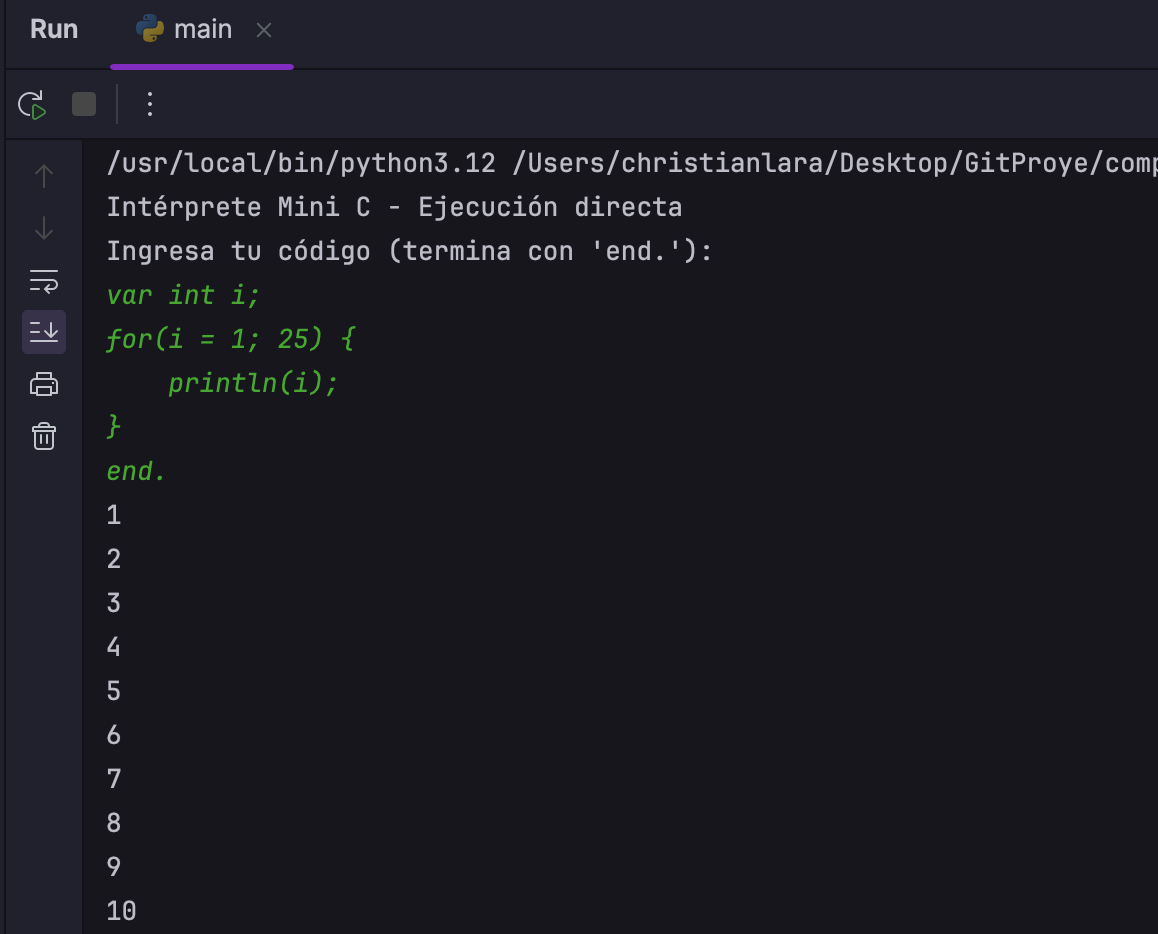 Run main
/usr/local/bin/python3.12 /Users/christianlara/Desktop/GitProye/comp
Intérprete Mini C - Ejecución directa
Ingresa tu código (termina con 'end.'):
var int i;
for(i = 1; 25) {
    println(i);
}
end.
1
2
3
4
5
6
7
8
9
10